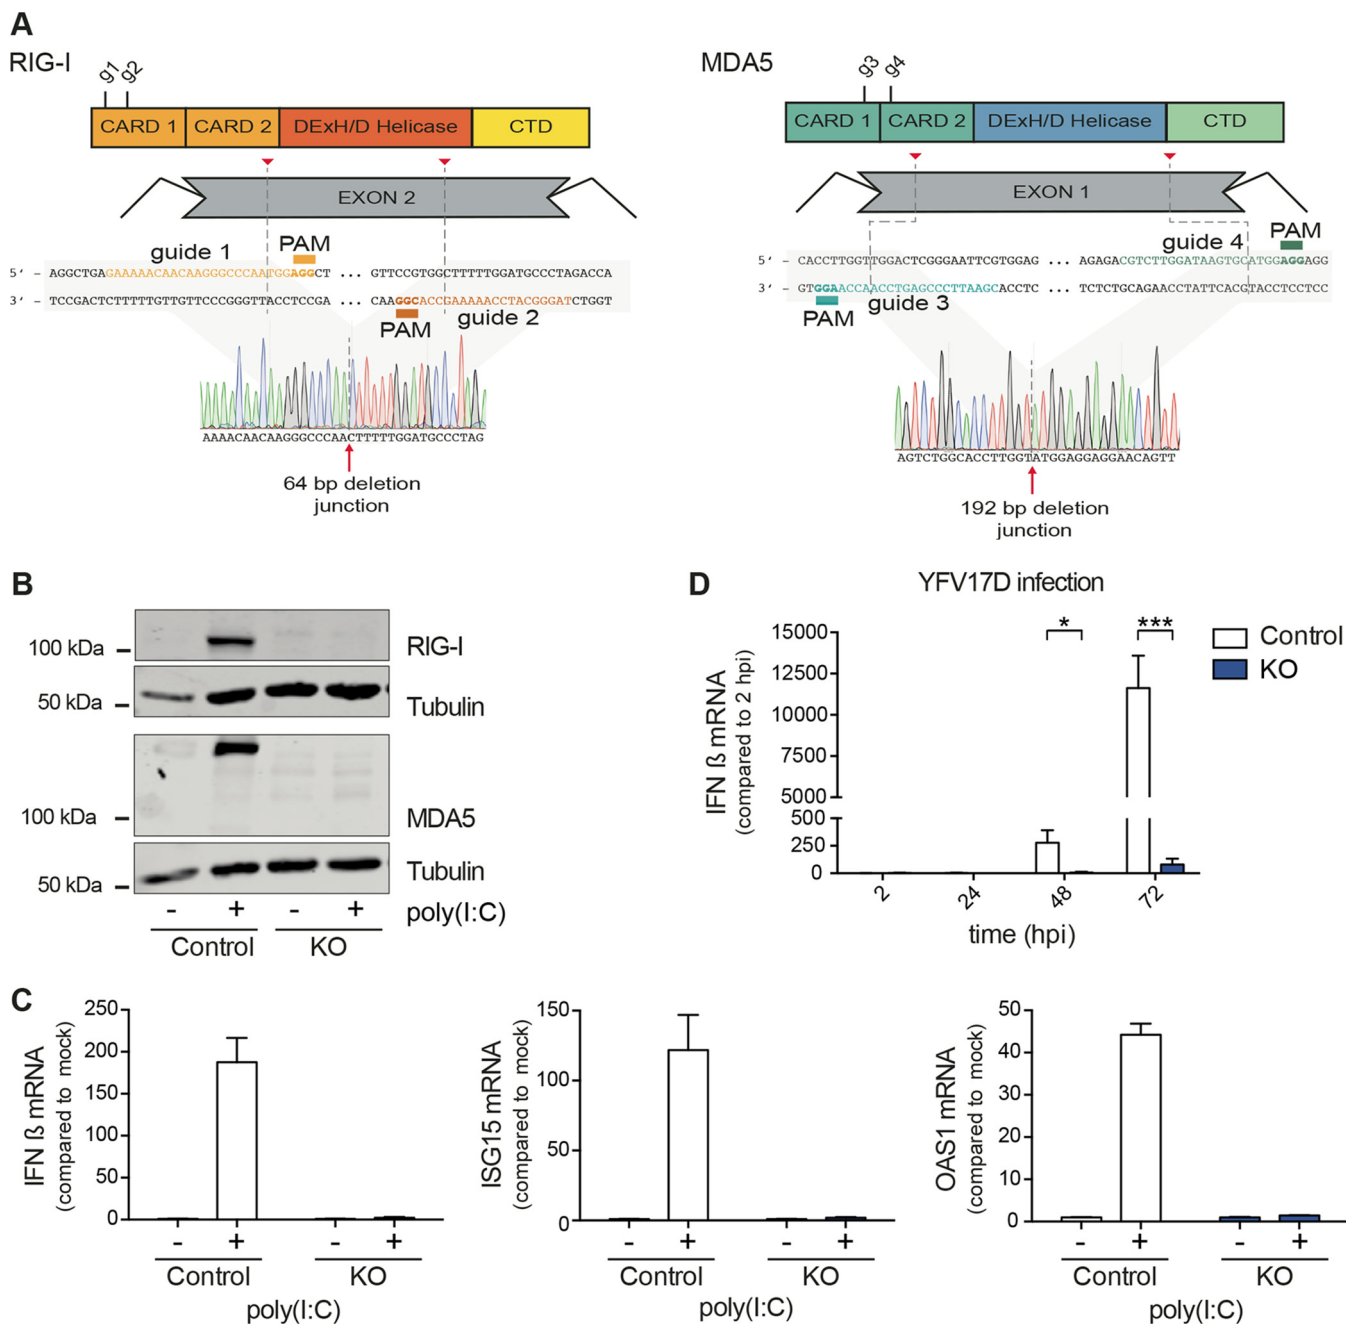 A
RIG-I
g1 g2
CARD 1 CARD 2 DExH/D Helicase CTD
EXON 2
guide 1 PAM
5' - AGGCTGAGAAAAACAACAAGGGCCCAATGGAGGCT ... GTTCCGTGGCTTTTTGGATGCCCTAGACCA
3' - TCCGACTCTTTTTGTTGTTCCCGGGTTACCTCCGA ... CAAGGCACCGAAAAACCTACGGGATCTGGT
PAM guide 2
AAAACAACAAGGGCCCAACTTTTTGGATGCCCTAG
64 bp deletion
junction
MDA5
g3 g4
CARD 1 CARD 2 DExH/D Helicase CTD
EXON 1
guide 4 PAM
5' - CACCTTGGTTGGACTCGGGAATTCGTGGAG ... AGAGACGTCTTGGATAAGTGCATGGAGGAGG
3' - GTGGAACCAACCTGAGCCCTTAAGCACCTC ... TCTCTGCAGAACCTATTCACGTACCTCCTCC
PAM guide 3
AGTCTGGCACCTTGGTATGGAGGAGGAACAGTT
192 bp deletion
junction
B
100 kDa RIG-I
50 kDa Tubulin
100 kDa MDA5
50 kDa Tubulin
- + - + poly(I:C)
Control KO
D
YFV17D infection
IFN ß mRNA
(compared to 2 hpi)
15000
12500
10000
7500
5000
500
250
0
* ***
Control
KO
2 24 48 72
time (hpi)
C
IFN ß mRNA
(compared to mock)
250
200
150
100
50
0
- + - +
Control KO
poly(I:C)
ISG15 mRNA
(compared to mock)
150
100
50
0
- + - +
Control KO
poly(I:C)
OAS1 mRNA
(compared to mock)
50
40
30
20
10
0
- + - +
Control KO
poly(I:C)